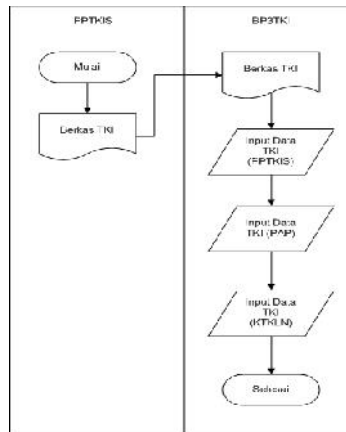 PPTKIS
BP3TKI
Mulai
Berkas TKI
Berkas TKI
Input Data
TKI
(PPTKIS)
Input Data
TKI (PAP)
Input Data
TKI
(KTKLN)
Selesai